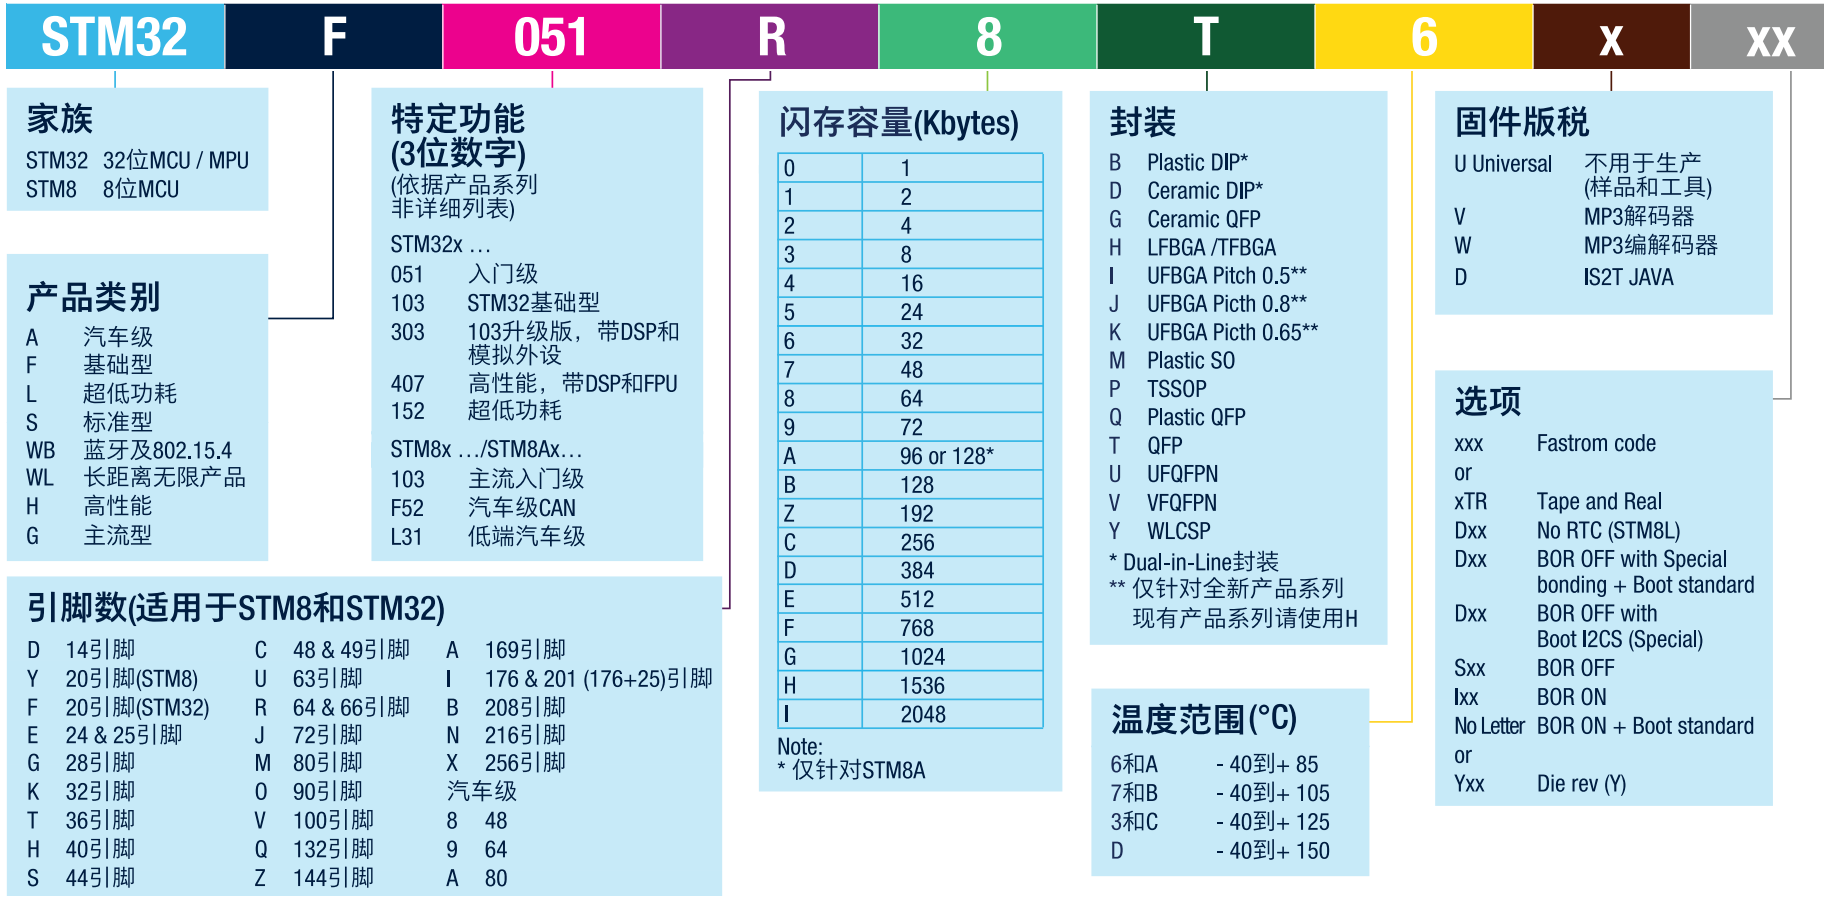 STM32 F 051 R 8 T 6 x xx
家族
STM32 32位MCU / MPU
STM8 8位MCU
产品类别
A 汽车级
F 基础型
L 超低功耗
S 标准型
WB 蓝牙及802.15.4
WL 长距离无限产品
H 高性能
G 主流型
特定功能
(3位数字)
(依据产品系列
非详细列表)
STM32x ...
051 入门级
103 STM32基础型
303 103升级版，带DSP和
模拟外设
407 高性能，带DSP和FPU
152 超低功耗
STM8x .../STM8Ax...
103 主流入门级
F52 汽车级CAN
L31 低端汽车级
引脚数(适用于STM8和STM32)
D 14引脚 C 48 & 49引脚 A 169引脚
Y 20引脚(STM8) U 63引脚 I 176 & 201 (176+25)引脚
F 20引脚(STM32) R 64 & 66引脚 B 208引脚
E 24 & 25引脚 J 72引脚 N 216引脚
G 28引脚 M 80引脚 X 256引脚
K 32引脚 O 90引脚 汽车级
T 36引脚 V 100引脚 8 48
H 40引脚 Q 132引脚 9 64
S 44引脚 Z 144引脚 A 80
闪存容量(Kbytes)
0 1
1 2
2 4
3 8
4 16
5 24
6 32
7 48
8 64
9 72
A 96 or 128*
B 128
Z 192
C 256
D 384
E 512
F 768
G 1024
H 1536
I 2048
Note:
* 仅针对STM8A
封装
B Plastic DIP*
D Ceramic DIP*
G Ceramic QFP
H LFBGA /TFBGA
I UFBGA Pitch 0.5**
J UFBGA Picth 0.8**
K UFBGA Picth 0.65**
M Plastic SO
P TSSOP
Q Plastic QFP
T QFP
U UFQFPN
V VFQFPN
Y WLCSP
* Dual-in-Line封装
** 仅针对全新产品系列
现有产品系列请使用H
温度范围(°C)
6和A - 40到+ 85
7和B - 40到+ 105
3和C - 40到+ 125
D - 40到+ 150
固件版税
U Universal 不用于生产
(样品和工具)
V MP3解码器
W MP3编解码器
D IS2T JAVA
选项
xxx Fastrom code
or
xTR Tape and Real
Dxx No RTC (STM8L)
Dxx BOR OFF with Special
bonding + Boot standard
Dxx BOR OFF with
Boot I2CS (Special)
Sxx BOR OFF
Ixx BOR ON
No Letter BOR ON + Boot standard
or
Yxx Die rev (Y)